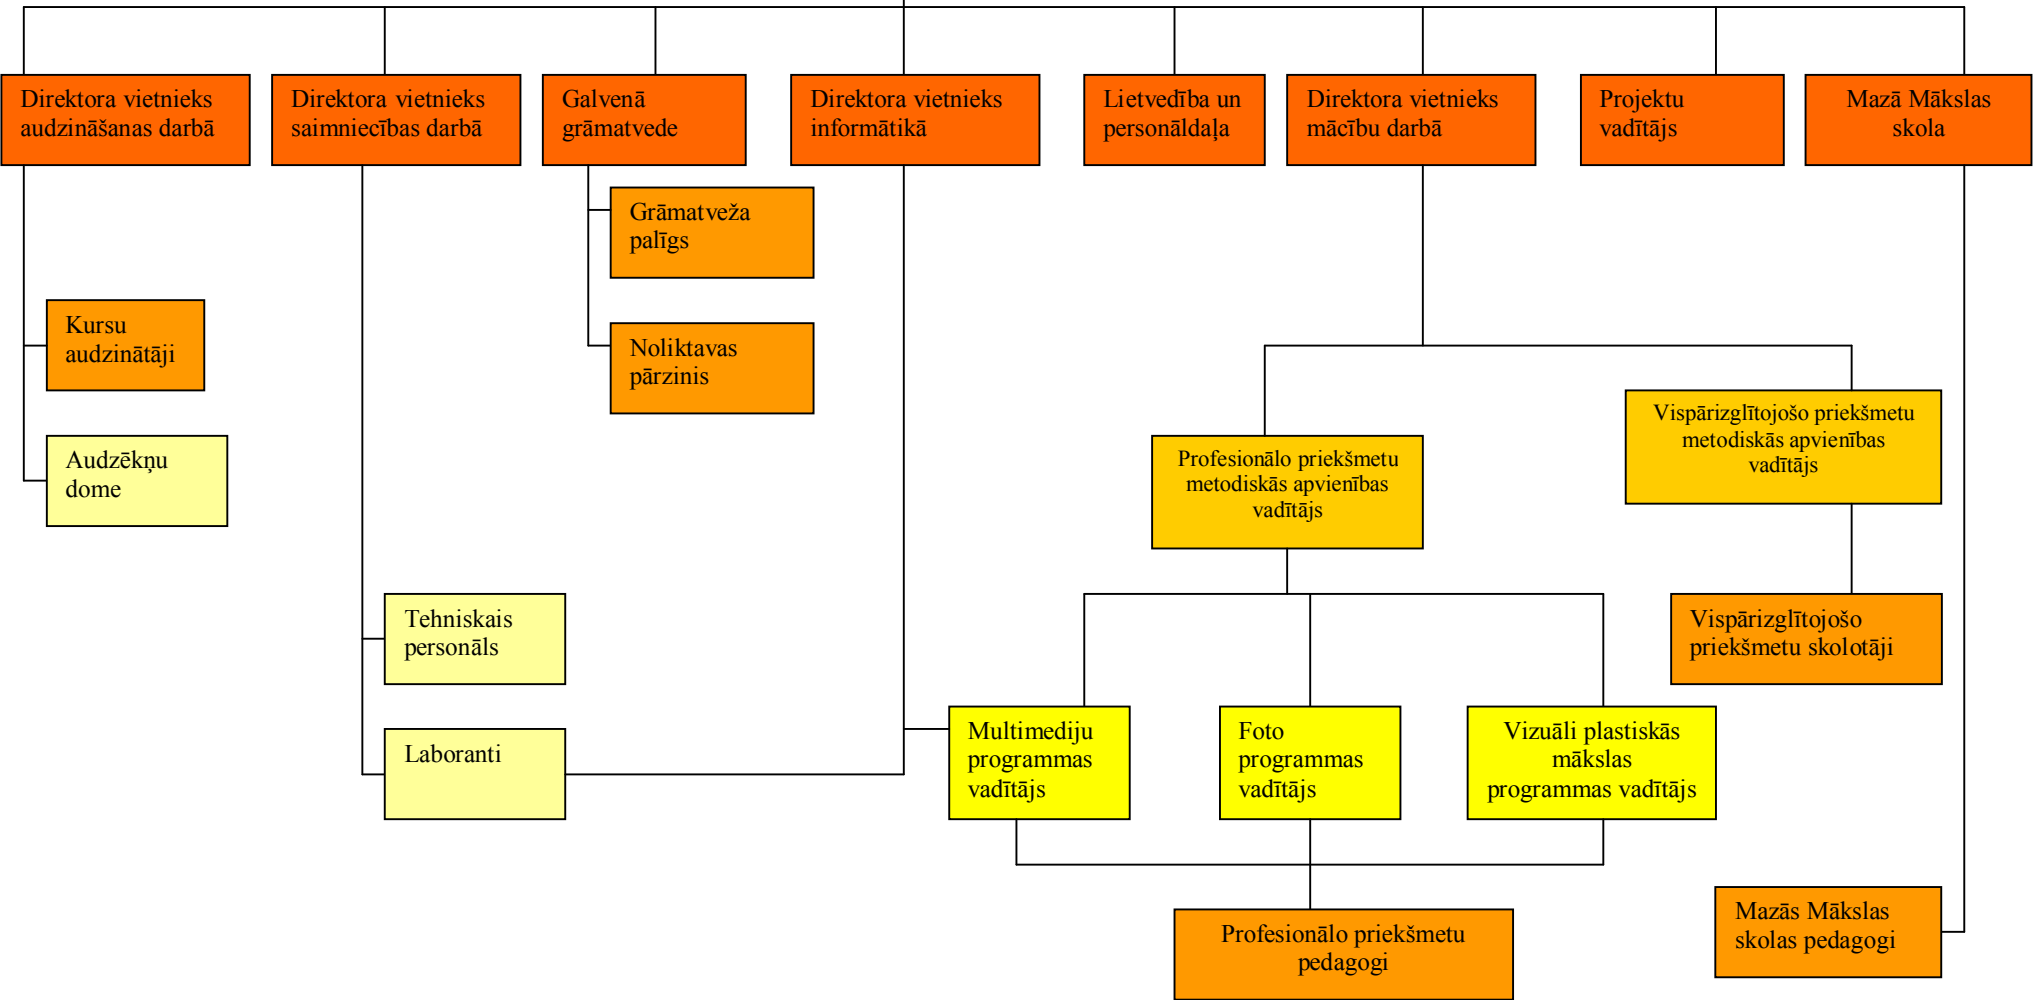 Direktora vietnieks
audzināšanas darbā
Direktora vietnieks
saimniecības darbā
Galvenā
grāmatvede
Direktora vietnieks
informātikā
Lietvedība un
personāldaļa
Direktora vietnieks
mācību darbā
Projektu
vadītājs
Mazā Mākslas
skola
Grāmatveža
palīgs
Kursu
audzinātāji
Noliktavas
pārzinis
Vispārizglītojošo priekšmetu
metodiskās apvienības
vadītājs
Audzēkņu
dome
Profesionālo priekšmetu
metodiskās apvienības
vadītājs
Tehniskais
personāls
Vispārizglītojošo
priekšmetu skolotāji
Laboranti
Multimediju
programmas
vadītājs
Foto
programmas
vadītājs
Vizuāli plastiskās
mākslas
programmas vadītājs
Mazās Mākslas
skolas pedagogi
Profesionālo priekšmetu
pedagogi